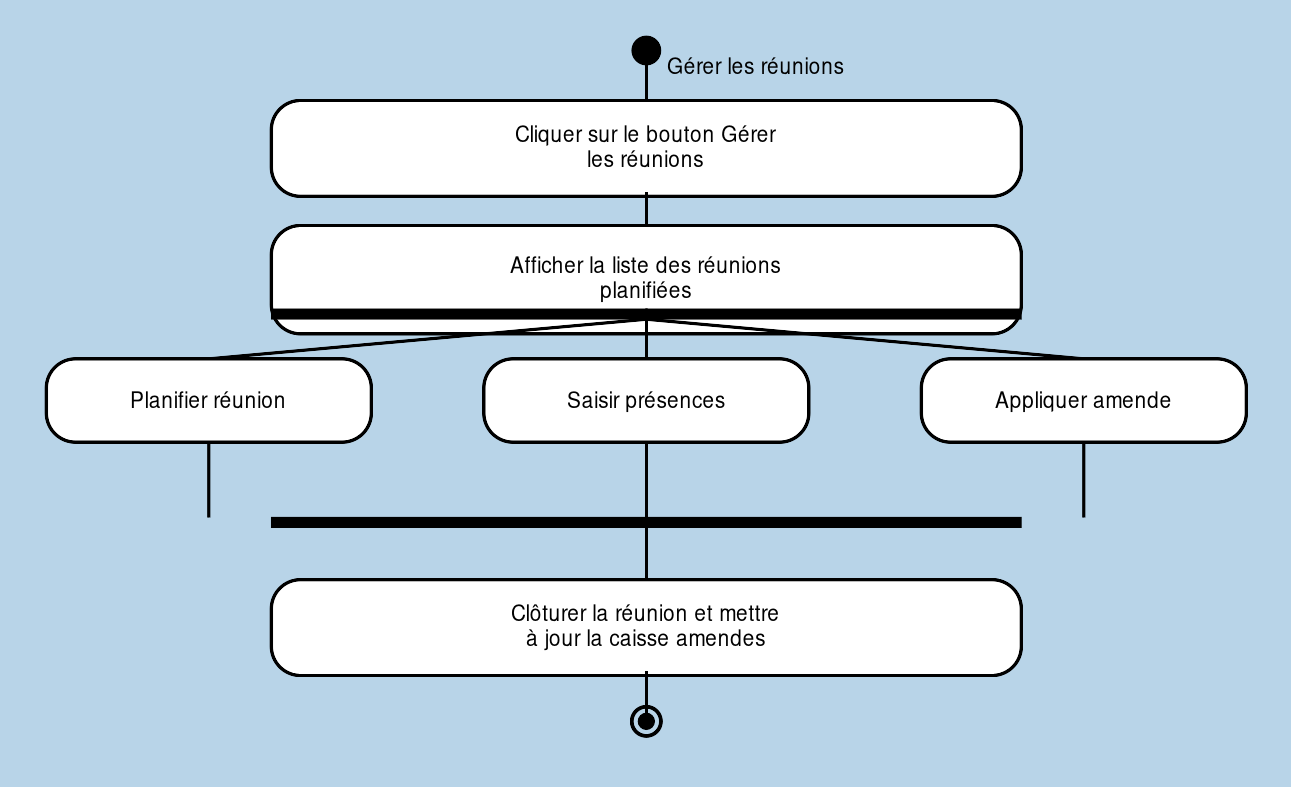 Gérer les réunions
Cliquer sur le bouton Gérer
les réunions
Afficher la liste des réunions
planifiées
Planifier réunion
Saisir présences
Appliquer amende
Clôturer la réunion et mettre
à jour la caisse amendes